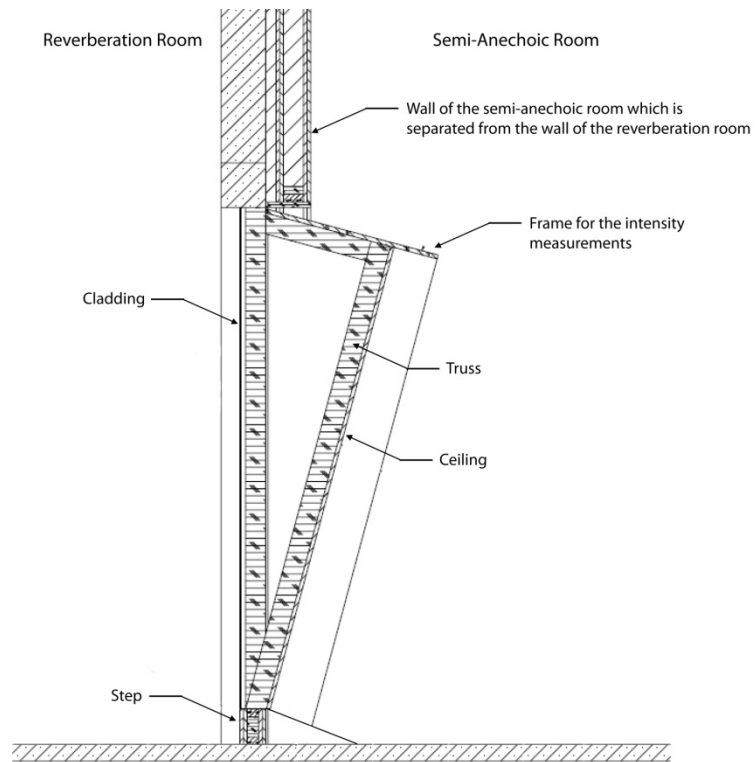 Reverberation Room
Semi-Anechoic Room
Wall of the semi-anechoic room which is
separated from the wall of the reverberation room
Frame for the intensity
measurements
Cladding
Truss
Ceiling
Step